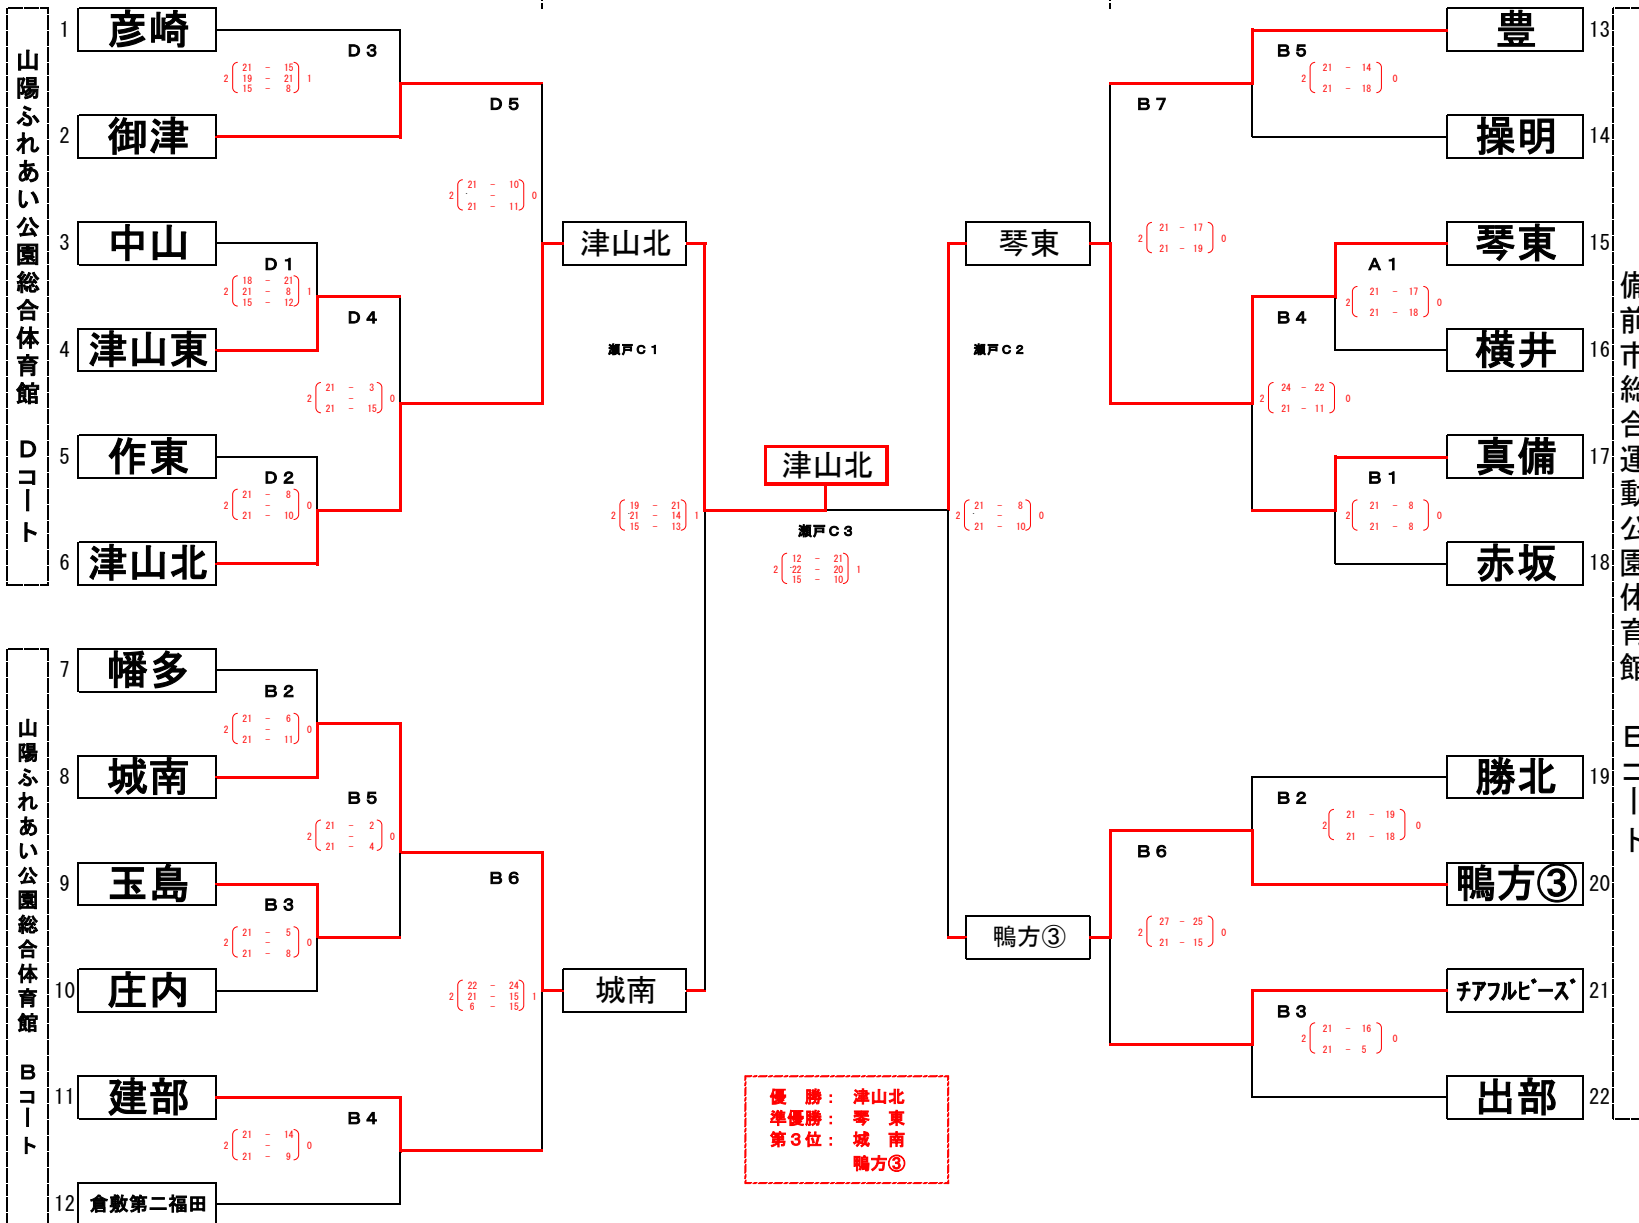 山陽ふれあい公園総合体育館　Dコート
1 彦崎
D3
2 21 - 15 1
19 - 21
15 - 8
2 御津
D5
2 21 - 10 0
-
21 - 11
3 中山
D1
2 18 - 21 1
21 - 8
15 - 12
4 津山東
D4
2 21 - 3 0
-
21 - 15
5 作東
D2
2 21 - 8 0
-
21 - 10
6 津山北
津山北
瀬戸C1
2 19 - 21 1
21 - 14
15 - 13
山陽ふれあい公園総合体育館　Bコート
7 幡多
B2
2 21 - 6 0
-
21 - 11
8 城南
B5
2 21 - 2 0
-
21 - 4
9 玉島
B3
2 21 - 5 0
-
21 - 8
10 庄内
B6
2 22 - 24 1
21 - 15
6 - 15
城南
11 建部
B4
2 21 - 14 0
-
21 - 9
12 倉敷第二福田
津山北
瀬戸C3
2 12 - 21 1
22 - 20
15 - 10
優　勝： 津山北
準優勝： 琴　東
第3位： 城　南
鴨方③
琴東
瀬戸C2
2 21 - 8 0
-
21 - 10
鴨方③
豊 13
B5
2 21 - 14 0
21 - 18
操明 14
B7
2 21 - 17 0
21 - 19
琴東 15
A1
2 21 - 17 0
21 - 18
横井 16
B4
2 24 - 22 0
21 - 11
真備 17
B1
2 21 - 8 0
21 - 8
赤坂 18
勝北 19
B2
2 21 - 19 0
21 - 18
鴨方③ 20
B6
2 27 - 25 0
21 - 15
チアフルビーズ 21
B3
2 21 - 16 0
21 - 5
出部 22
備前市総合運動公園体育館　Bコート